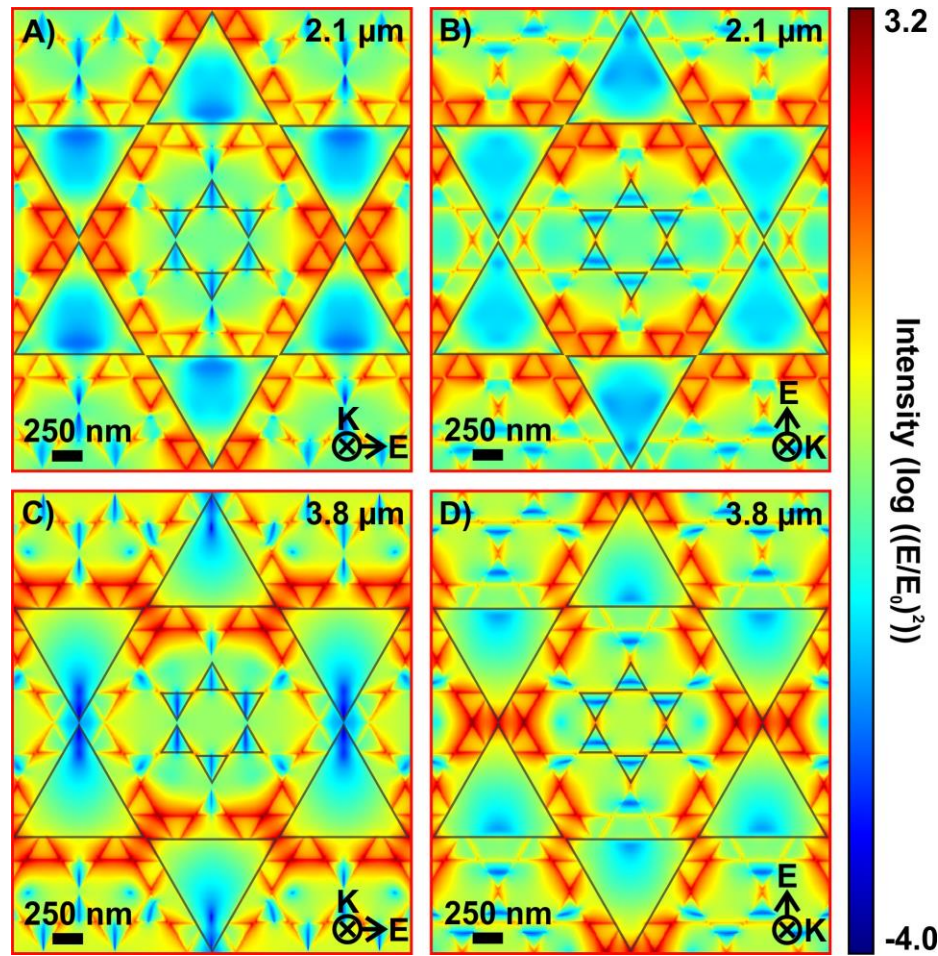 A) 2.1 μm
B) 2.1 μm
3.2
250 nm
K
E
250 nm
E
K
C) 3.8 μm
D) 3.8 μm
250 nm
K
E
250 nm
E
K
Intensity (log ((E/E₀)²))
-4.0